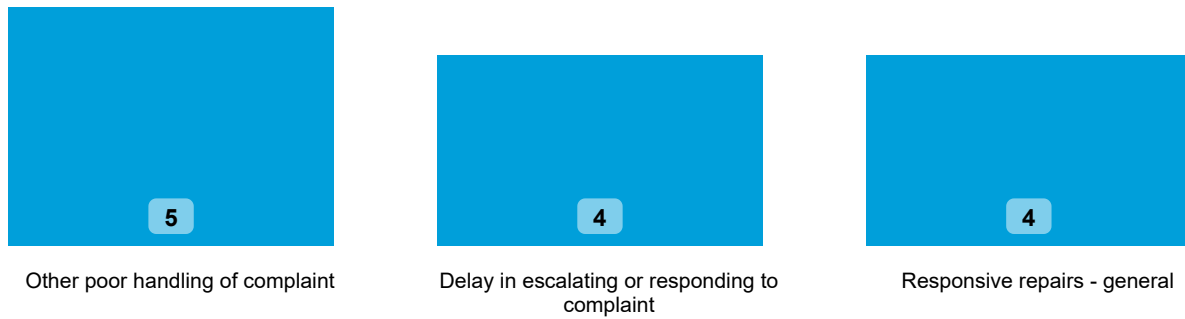 5
4
4
Other poor handling of complaint
Delay in escalating or responding to
complaint
Responsive repairs - general